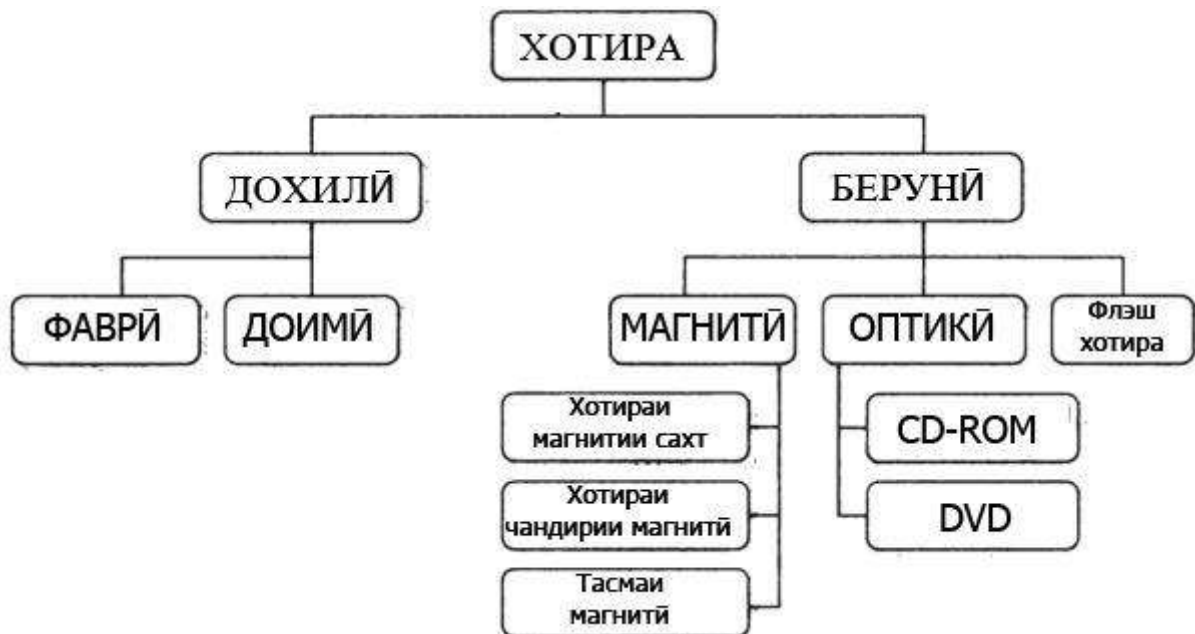 ХОТИРА
ДОХИЛӢ
БЕРУНӢ
ФАВРӢ
ДОИМӢ
МАГНИТӢ
ОПТИКӢ
Флэш
хотира
Хотираи
магнитии сахт
Хотираи
чандирии магнитӣ
Тасмаи
магнитӣ
CD-ROM
DVD